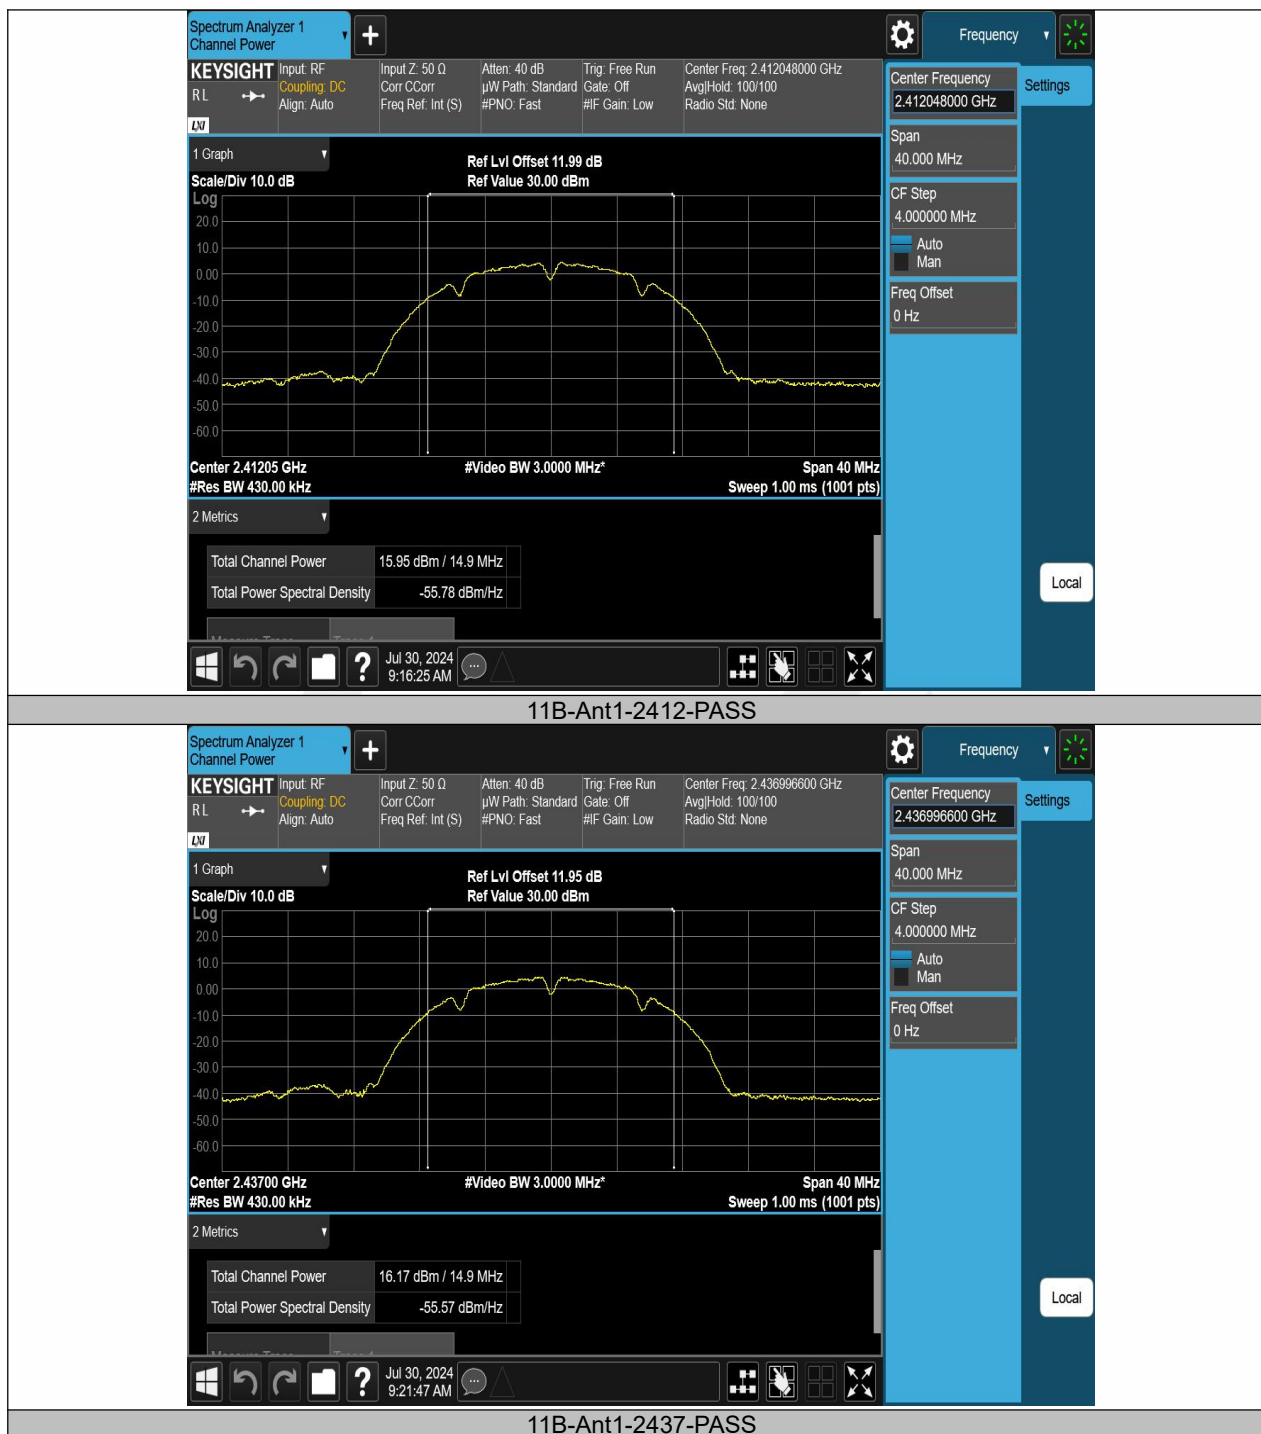 Spectrum Analyzer 1
Channel Power
Frequency
KEYSIGHT
R L
LXI
Input: RF
Coupling: DC
Align: Auto
Input Z: 50 Ω
Corr CCorr
Freq Ref: Int (S)
Atten: 40 dB
µW Path: Standard
#PNO: Fast
Trig: Free Run
Gate: Off
#IF Gain: Low
Center Freq: 2.412048000 GHz
Avg|Hold: 100/100
Radio Std: None
Center Frequency
2.412048000 GHz
Settings
Span
40.000 MHz
CF Step
4.000000 MHz
Auto
Man
Freq Offset
0 Hz
Local
1 Graph
Scale/Div 10.0 dB
Ref Lvl Offset 11.99 dB
Ref Value 30.00 dBm
Log
20.0
10.0
0.00
-10.0
-20.0
-30.0
-40.0
-50.0
-60.0
Center 2.41205 GHz
#Video BW 3.0000 MHz*
Span 40 MHz
#Res BW 430.00 kHz
Sweep 1.00 ms (1001 pts)
2 Metrics
Total Channel Power 15.95 dBm / 14.9 MHz
Total Power Spectral Density -55.78 dBm/Hz
?
Jul 30, 2024
9:16:25 AM
11B-Ant1-2412-PASS
Spectrum Analyzer 1
Channel Power
Frequency
KEYSIGHT
R L
LXI
Input: RF
Coupling: DC
Align: Auto
Input Z: 50 Ω
Corr CCorr
Freq Ref: Int (S)
Atten: 40 dB
µW Path: Standard
#PNO: Fast
Trig: Free Run
Gate: Off
#IF Gain: Low
Center Freq: 2.436996600 GHz
Avg|Hold: 100/100
Radio Std: None
Center Frequency
2.436996600 GHz
Settings
Span
40.000 MHz
CF Step
4.000000 MHz
Auto
Man
Freq Offset
0 Hz
Local
1 Graph
Scale/Div 10.0 dB
Ref Lvl Offset 11.95 dB
Ref Value 30.00 dBm
Log
20.0
10.0
0.00
-10.0
-20.0
-30.0
-40.0
-50.0
-60.0
Center 2.43700 GHz
#Video BW 3.0000 MHz*
Span 40 MHz
#Res BW 430.00 kHz
Sweep 1.00 ms (1001 pts)
2 Metrics
Total Channel Power 16.17 dBm / 14.9 MHz
Total Power Spectral Density -55.57 dBm/Hz
?
Jul 30, 2024
9:21:47 AM
11B-Ant1-2437-PASS